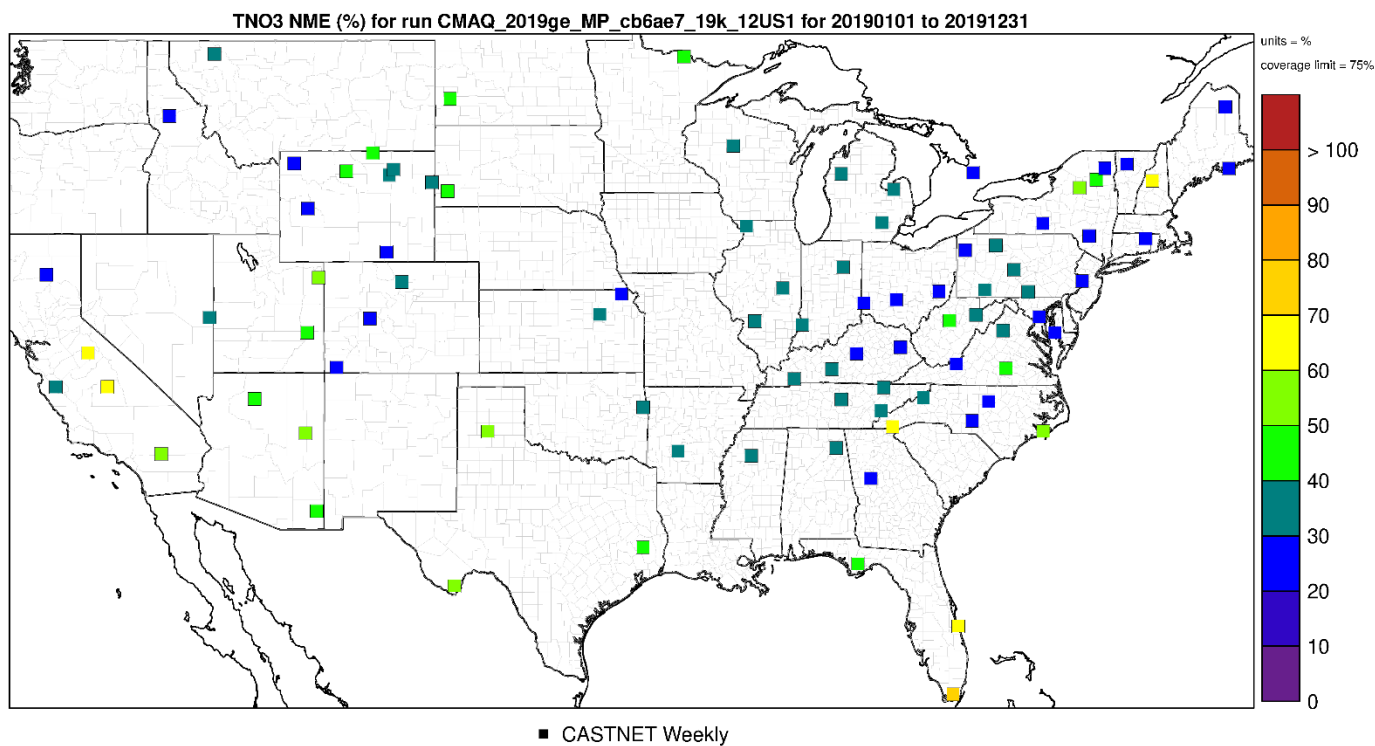 TNO3 NME (%) for run CMAQ_2019ge_MP_cb6ae7_19k_12US1 for 20190101 to 20191231
units = %
coverage limit = 75%
> 100
90
80
70
60
50
40
30
20
10
0
CASTNET Weekly